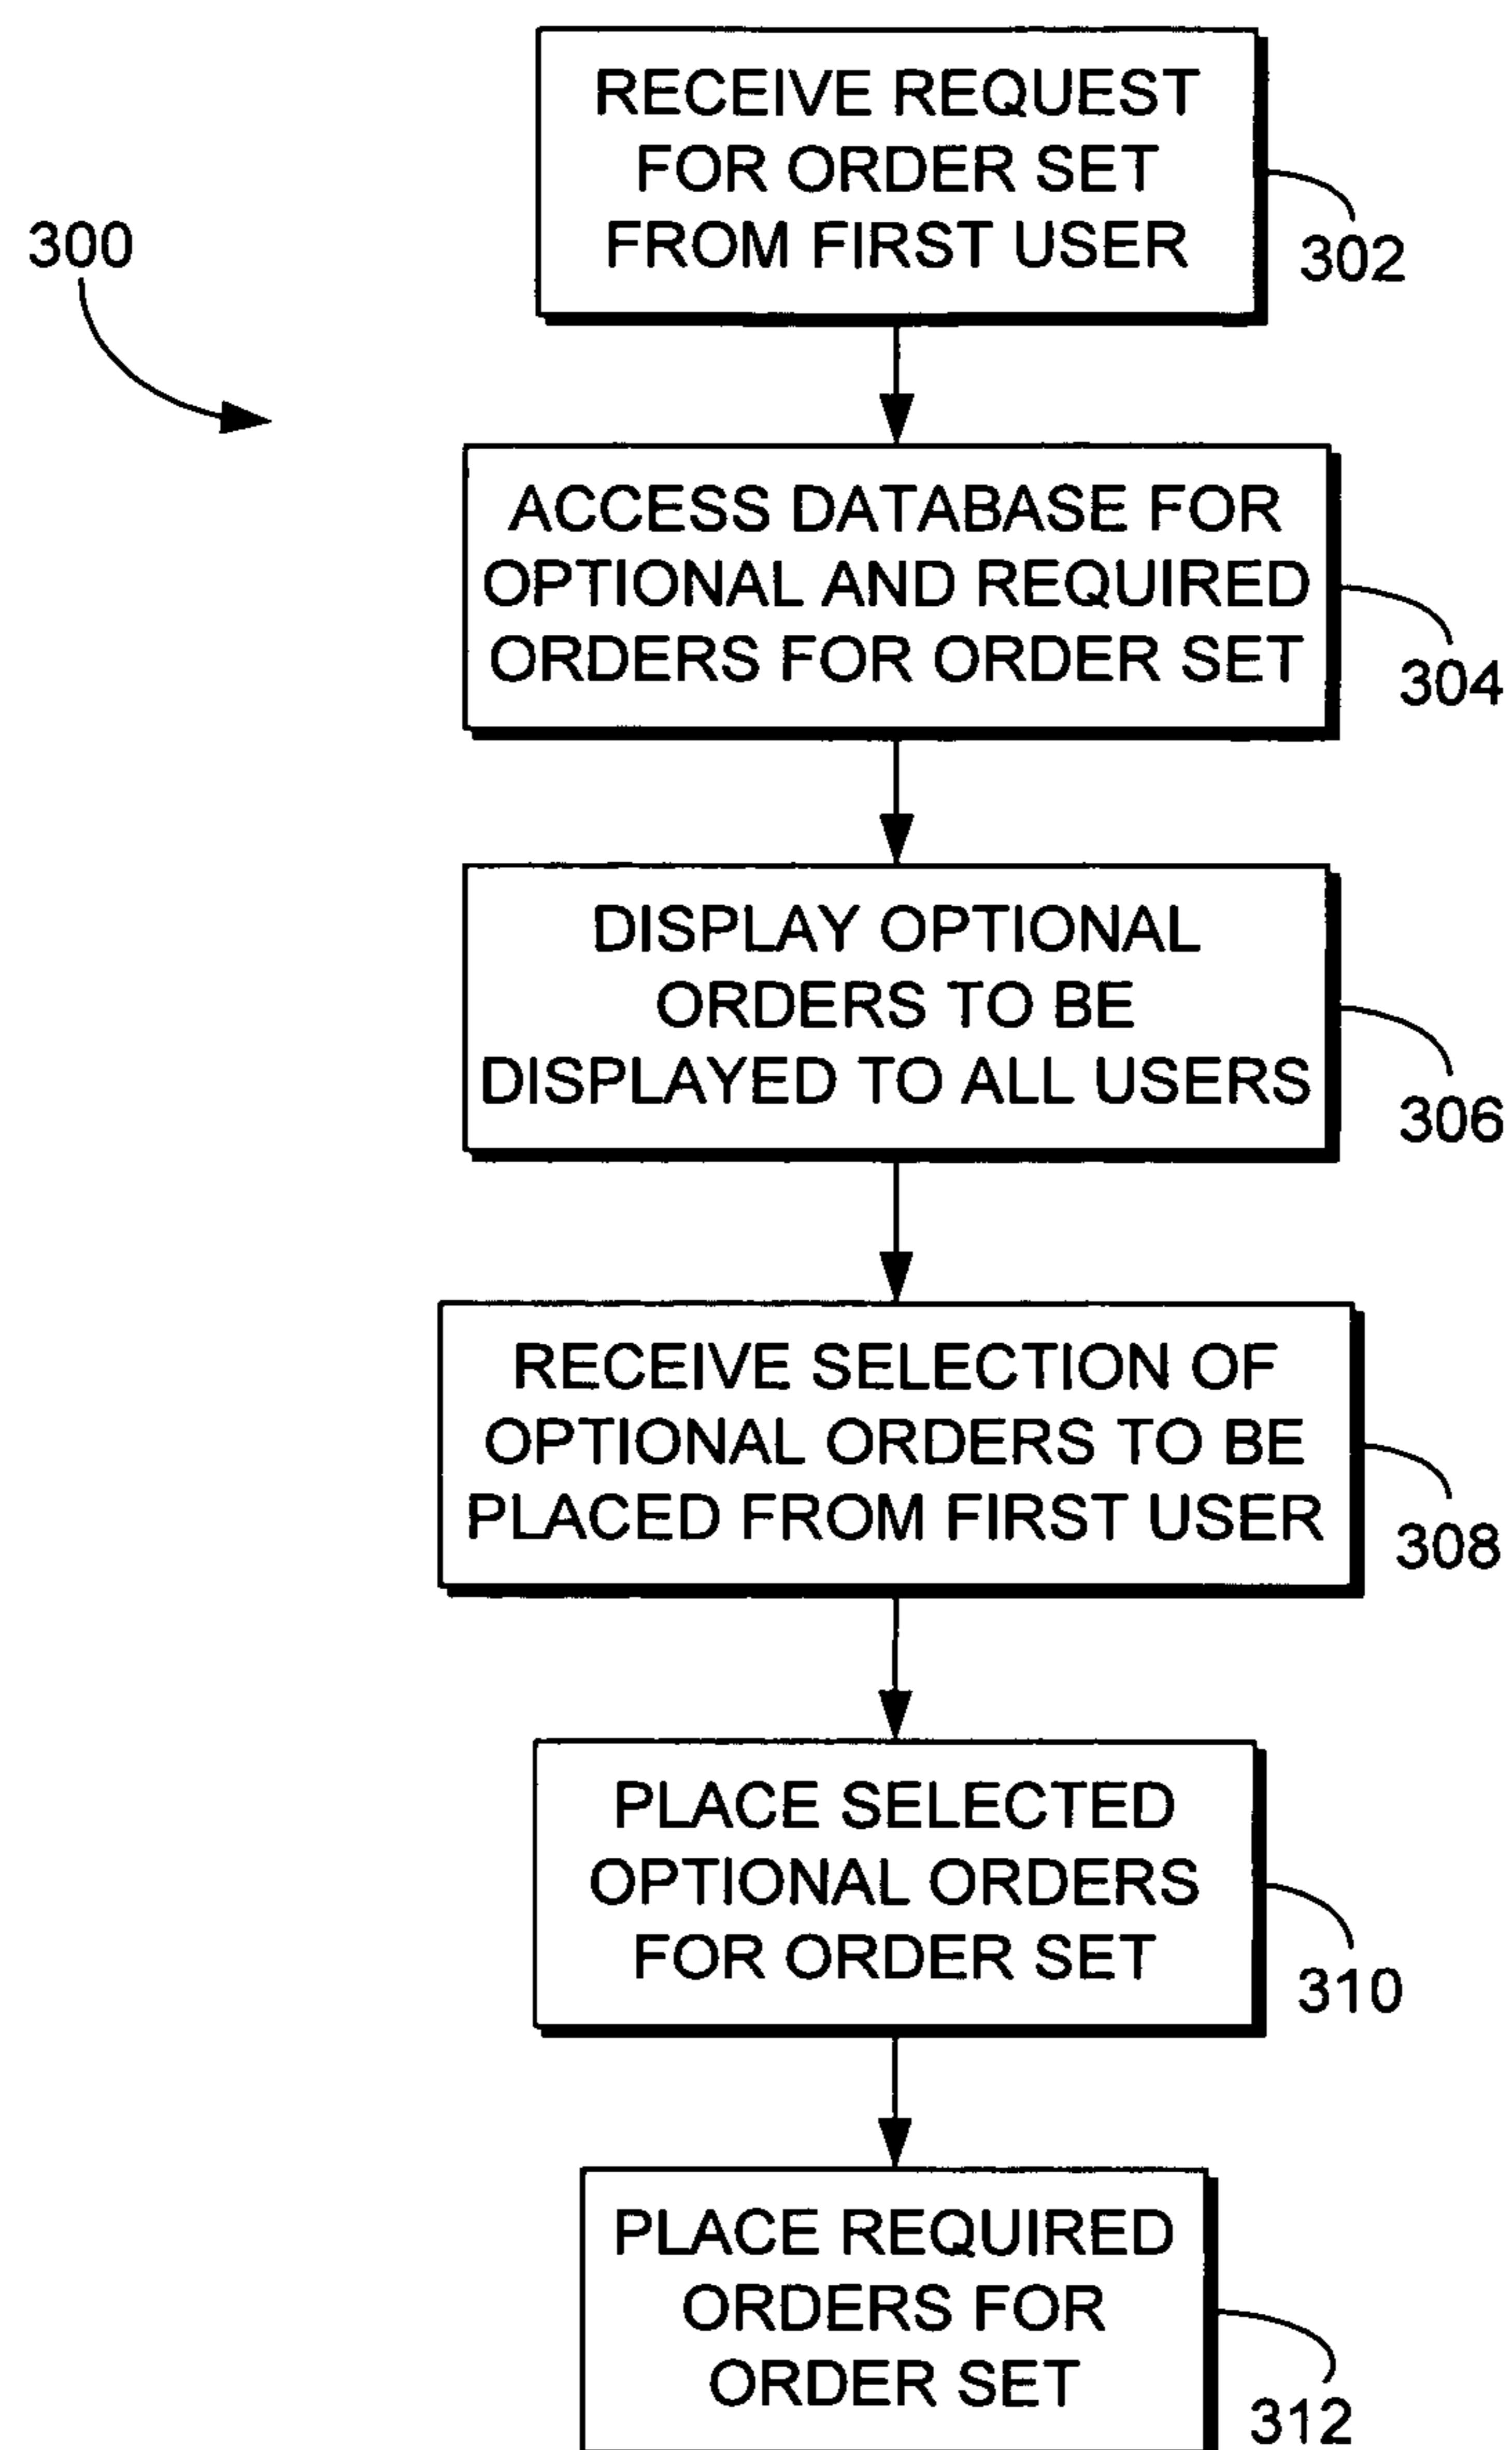 RECEIVE REQUEST
FOR ORDER SET
FROM FIRST USER
300
302
ACCESS DATABASE FOR
OPTIONAL AND REQUIRED
ORDERS FOR ORDER SET
304
DISPLAY OPTIONAL
ORDERS TO BE
DISPLAYED TO ALL USERS
306
RECEIVE SELECTION OF
OPTIONAL ORDERS TO BE
PLACED FROM FIRST USER
308
PLACE SELECTED
OPTIONAL ORDERS
FOR ORDER SET
310
PLACE REQUIRED
ORDERS FOR
ORDER SET
312